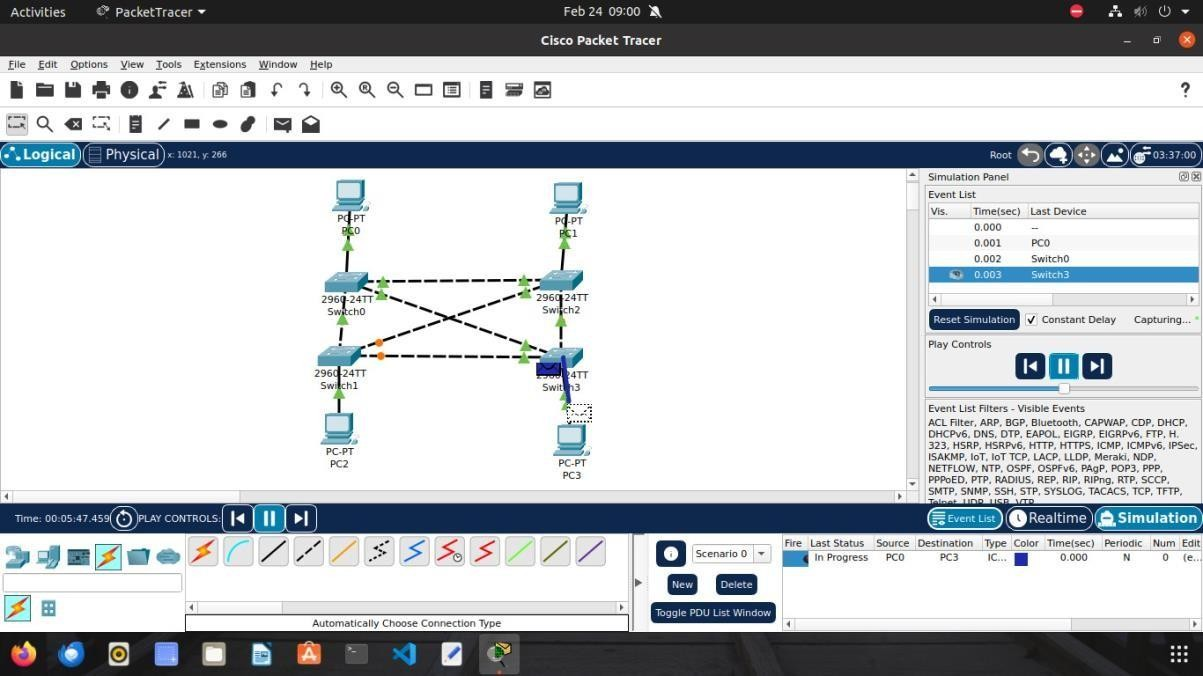 Activities PacketTracer Feb 24 09:00
Cisco Packet Tracer
File Edit Options View Tools Extensions Window Help
?
Logical Physical x: 1021, y: 266 Root 03:37:00
Simulation Panel
Event List
Vis. Time(sec) Last Device
0.000 --
0.001 PC0
0.002 Switch0
0.003 Switch3
Reset Simulation Constant Delay Capturing...
Play Controls
Event List Filters - Visible Events
ACL Filter, ARP, BGP, Bluetooth, CAPWAP, CDP, DHCP,
DHCPv6, DNS, DTP, EAPOL, EIGRP, EIGRPv6, FTP, H.
323, HSRP, HSRPv6, HTTP, HTTPS, ICMP, ICMPv6, IPSec,
ISAKMP, IoT, IoT TCP, LACP, LLDP, Meraki, NDP,
NETFLOW, NTP, OSPF, OSPFv6, PAgP, POP3, PPP,
PPPoED, PTP, RADIUS, REP, RIP, RIPng, RTP, SCCP,
SMTP, SNMP, SSH, STP, SYSLOG, TACACS, TCP, TFTP,
Telnet, UDP, USB, VTP
PC-PT
PC0
PC-PT
PC1
2960-24TT
Switch0
2960-24TT
Switch2
2960-24TT
Switch1
2960-24TT
Switch3
PC-PT
PC2
PC-PT
PC3
Time: 00:05:47.459 PLAY CONTROLS: Event List Realtime Simulation
Scenario 0
New Delete
Toggle PDU List Window
Automatically Choose Connection Type
Fire Last Status Source Destination Type Color Time(sec) Periodic Num Edit
In Progress PC0 PC3 IC... 0.000 N 0 (e...